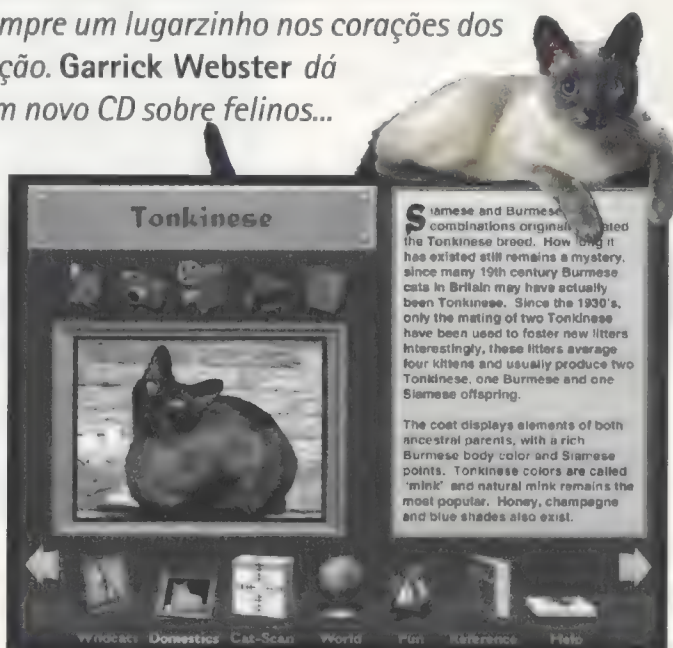 mpre um lugarzinho nos corações dos
ção. Garrick Webster dá
m novo CD sobre felinos...
Tonkinese
Siamese and Burmese
combinations
the Tonkinese breed. How long it
has existed still remains a mystery,
since many 19th century Burmese
cats in Britain may have actually
been Tonkinese. Since the 1930's,
only the mating of two Tonkinese
have been used to foster new litters
Interestingly, these litters average
four kittens and usually produce two
Tonkinese, one Burmese and one
Siamese offspring.
The coat displays elements of both
ancestral parents, with a rich
Burmese body color and Siamese
points. Tonkinese colors are called
'mink' and natural mink remains the
most popular. Honey, champagne
and blue shades also exist.
Wildcats Domestics Cat-Scan World Fun Reference Help